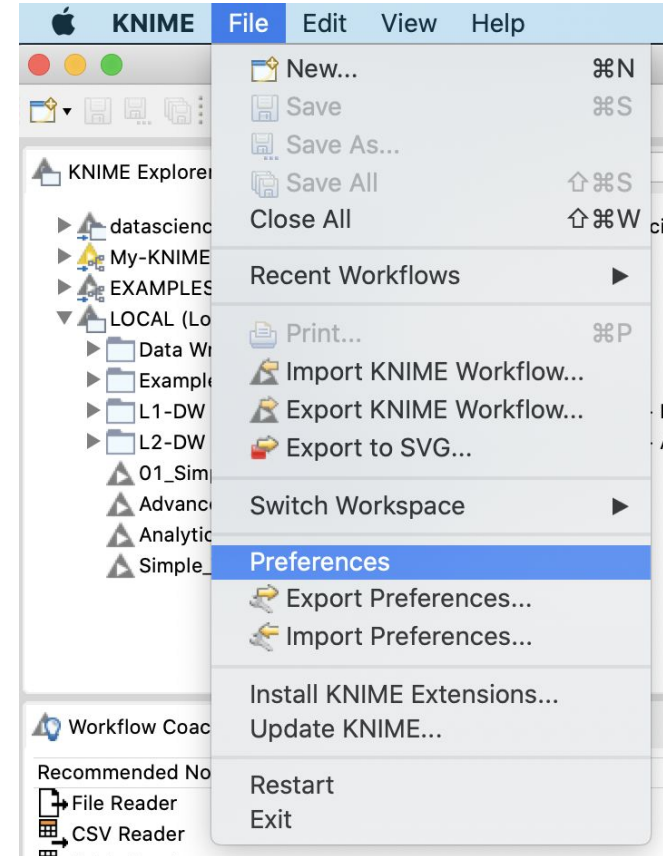 KNIME File Edit View Help
New... ⌘N
Save ⌘S
Save As...
Save All ⇧⌘S
Close All ⇧⌘W
Recent Workflows ▶
Print... ⌘P
Import KNIME Workflow...
Export KNIME Workflow...
Export to SVG...
Switch Workspace ▶
Preferences
Export Preferences...
Import Preferences...
Install KNIME Extensions...
Update KNIME...
Restart
Exit
KNIME Explorer
datascienc
My-KNIME
EXAMPLES
LOCAL (Lo
Data Wr
Example
L1-DW
L2-DW
01_Sim
Advanc
Analytic
Simple_
Workflow Coac
Recommended No
File Reader
CSV Reader